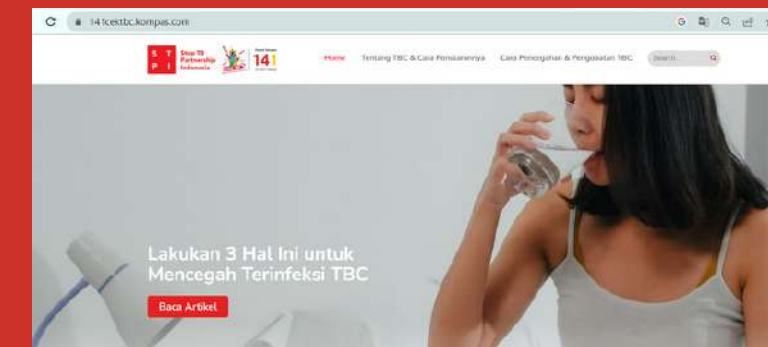 141cektbc.kompas.com
S T
P I
Stop TB
Partnership
Indonesia
141
Home
Tentang TBC & Cara Penularannya
Cara Pencegahan & Pengobatan TBC
Search...
Lakukan 3 Hal Ini untuk
Mencegah Terinfeksi TBC
Baca Artikel